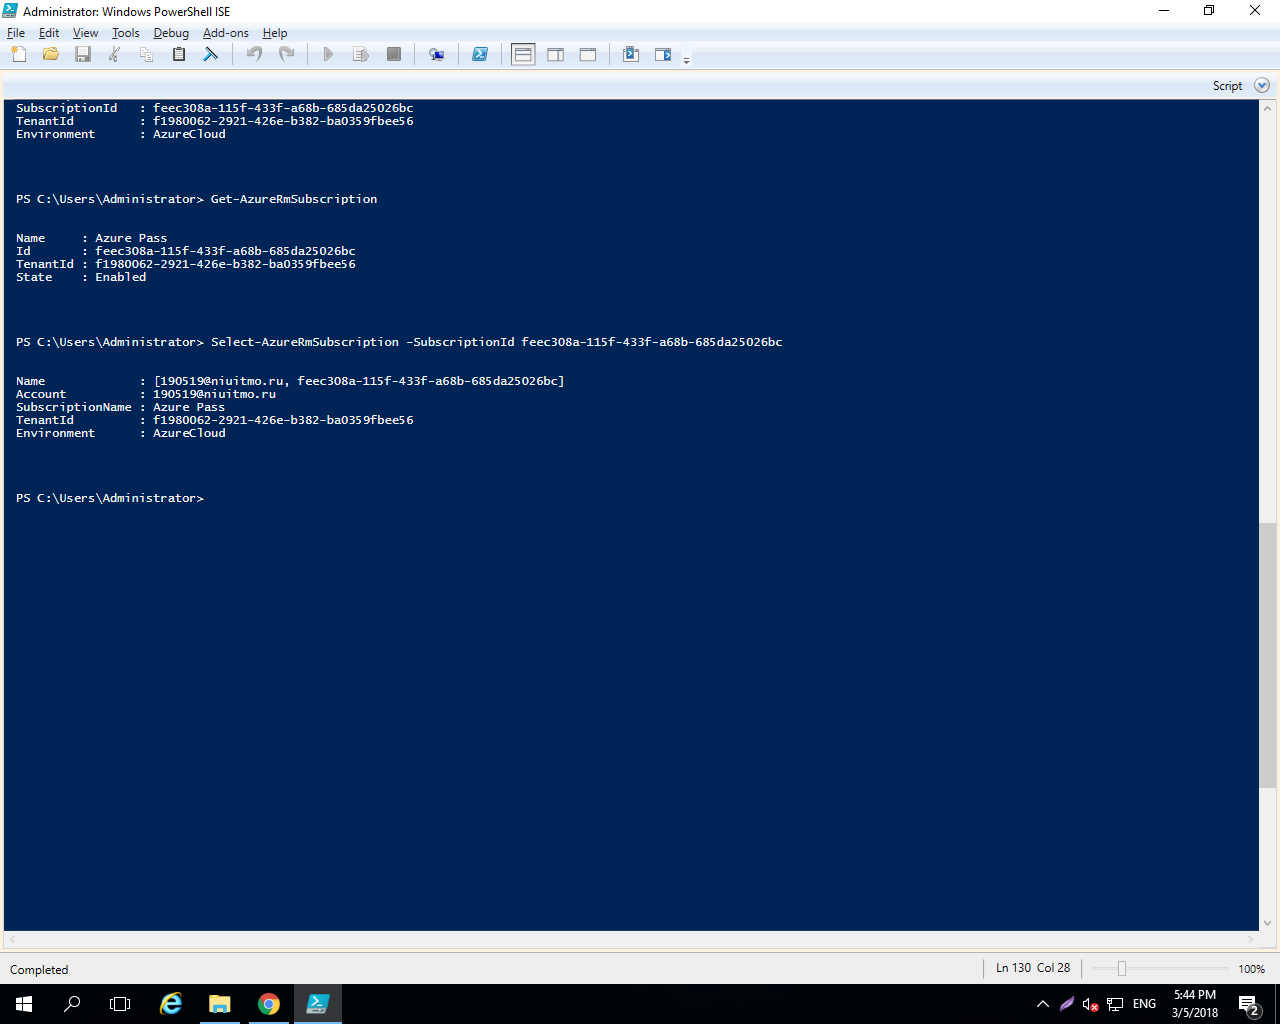 Administrator: Windows PowerShell ISE
File Edit View Tools Debug Add-ons Help
Script
SubscriptionId   : feec308a-115f-433f-a68b-685da25026bc
TenantId         : f1980062-2921-426e-b382-ba0359fbee56
Environment      : AzureCloud
PS C:\Users\Administrator> Get-AzureRmSubscription
Name     : Azure Pass
Id       : feec308a-115f-433f-a68b-685da25026bc
TenantId : f1980062-2921-426e-b382-ba0359fbee56
State    : Enabled
PS C:\Users\Administrator> Select-AzureRmSubscription -SubscriptionId feec308a-115f-433f-a68b-685da25026bc
Name             : [190519@niuitmo.ru, feec308a-115f-433f-a68b-685da25026bc]
Account          : 190519@niuitmo.ru
SubscriptionName : Azure Pass
TenantId         : f1980062-2921-426e-b382-ba0359fbee56
Environment      : AzureCloud
PS C:\Users\Administrator>
Completed
Ln 130 Col 28
100%
ENG
5:44 PM
3/5/2018
2